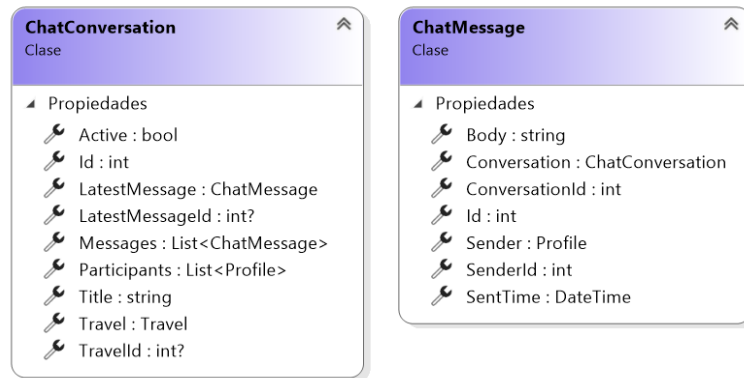 ChatConversation
Clase
Propiedades
Active : bool
Id : int
LatestMessage : ChatMessage
LatestMessageId : int?
Messages : List<ChatMessage>
Participants : List<Profile>
Title : string
Travel : Travel
TravelId : int?
ChatMessage
Clase
Propiedades
Body : string
Conversation : ChatConversation
ConversationId : int
Id : int
Sender : Profile
SenderId : int
SentTime : DateTime